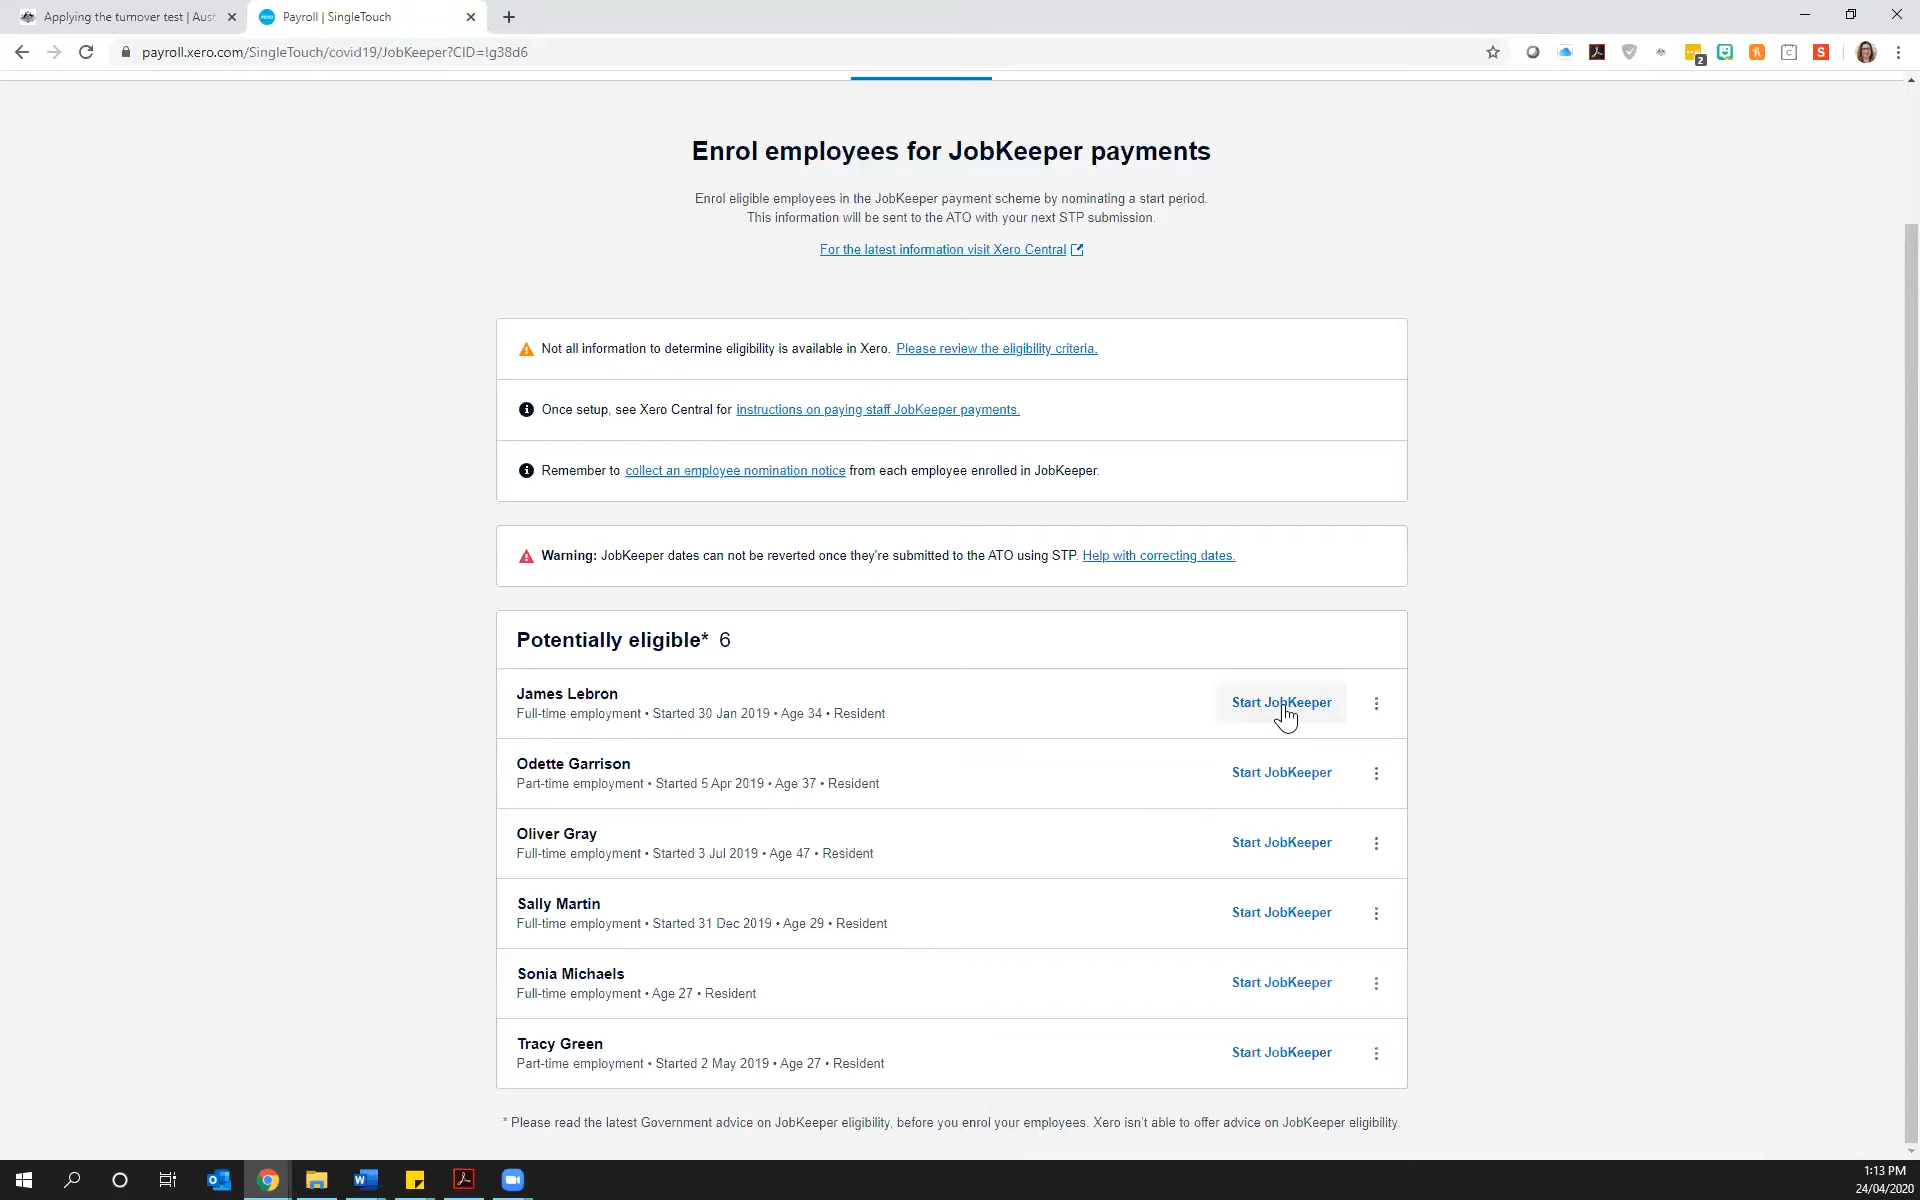 Applying the turnover test | Aust
Payroll | SingleTouch
payroll.xero.com/SingleTouch/covid19/JobKeeper?CID=!g38d6
2
Enrol employees for JobKeeper payments
Enrol eligible employees in the JobKeeper payment scheme by nominating a start period.
This information will be sent to the ATO with your next STP submission.
For the latest information visit Xero Central
Not all information to determine eligibility is available in Xero. Please review the eligibility criteria.
Once setup, see Xero Central for instructions on paying staff JobKeeper payments.
Remember to collect an employee nomination notice from each employee enrolled in JobKeeper.
Warning: JobKeeper dates can not be reverted once they're submitted to the ATO using STP. Help with correcting dates.
Potentially eligible* 6
James Lebron
Full-time employment • Started 30 Jan 2019 • Age 34 • Resident
Start JobKeeper
Odette Garrison
Part-time employment • Started 5 Apr 2019 • Age 37 • Resident
Start JobKeeper
Oliver Gray
Full-time employment • Started 3 Jul 2019 • Age 47 • Resident
Start JobKeeper
Sally Martin
Full-time employment • Started 31 Dec 2019 • Age 29 • Resident
Start JobKeeper
Sonia Michaels
Full-time employment • Age 27 • Resident
Start JobKeeper
Tracy Green
Part-time employment • Started 2 May 2019 • Age 27 • Resident
Start JobKeeper
* Please read the latest Government advice on JobKeeper eligibility, before you enrol your employees. Xero isn't able to offer advice on JobKeeper eligibility.
1:13 PM
24/04/2020